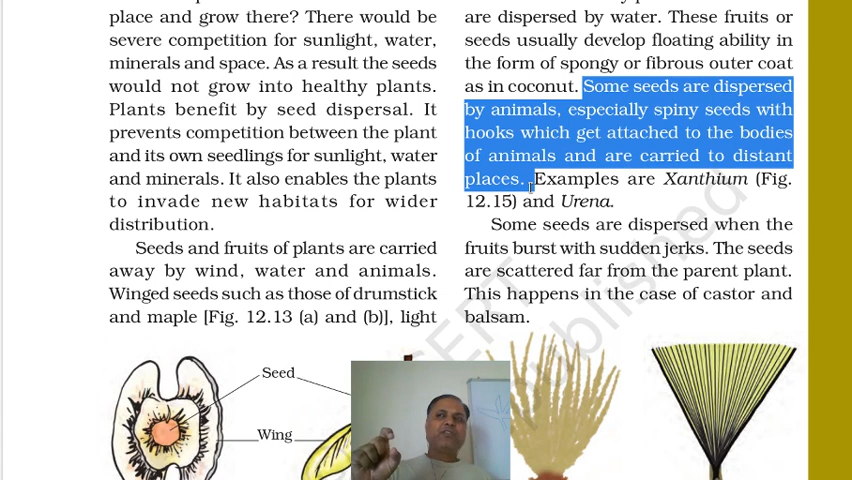 place and grow there? There would be
severe competition for sunlight, water,
minerals and space. As a result the seeds
would not grow into healthy plants.
Plants benefit by seed dispersal. It
prevents competition between the plant
and its own seedlings for sunlight, water
and minerals. It also enables the plants
to invade new habitats for wider
distribution.
Seeds and fruits of plants are carried
away by wind, water and animals.
Winged seeds such as those of drumstick
and maple [Fig. 12.13 (a) and (b)], light
are dispersed by water. These fruits or
seeds usually develop floating ability in
the form of spongy or fibrous outer coat
as in coconut. Some seeds are dispersed
by animals, especially spiny seeds with
hooks which get attached to the bodies
of animals and are carried to distant
places. Examples are Xanthium (Fig.
12.15) and Urena.
Some seeds are dispersed when the
fruits burst with sudden jerks. The seeds
are scattered far from the parent plant.
This happens in the case of castor and
balsam.
Seed
Wing